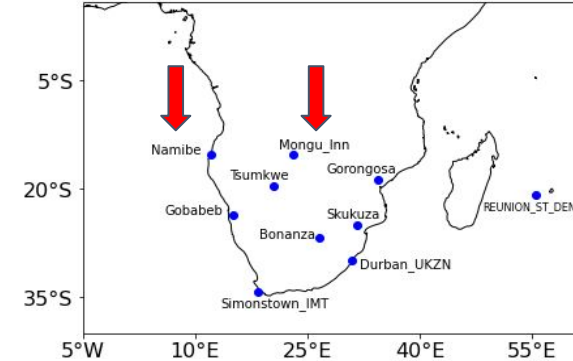 5°S
Namibe
Mongu_Inn
Tsumkwe
Gorongosa
20°S
Gobabeb
Skukuza
REUNION_ST_DEN
Bonanza
Durban_UKZN
35°S
Simonstown_IMT
5°W 10°E 25°E 40°E 55°E